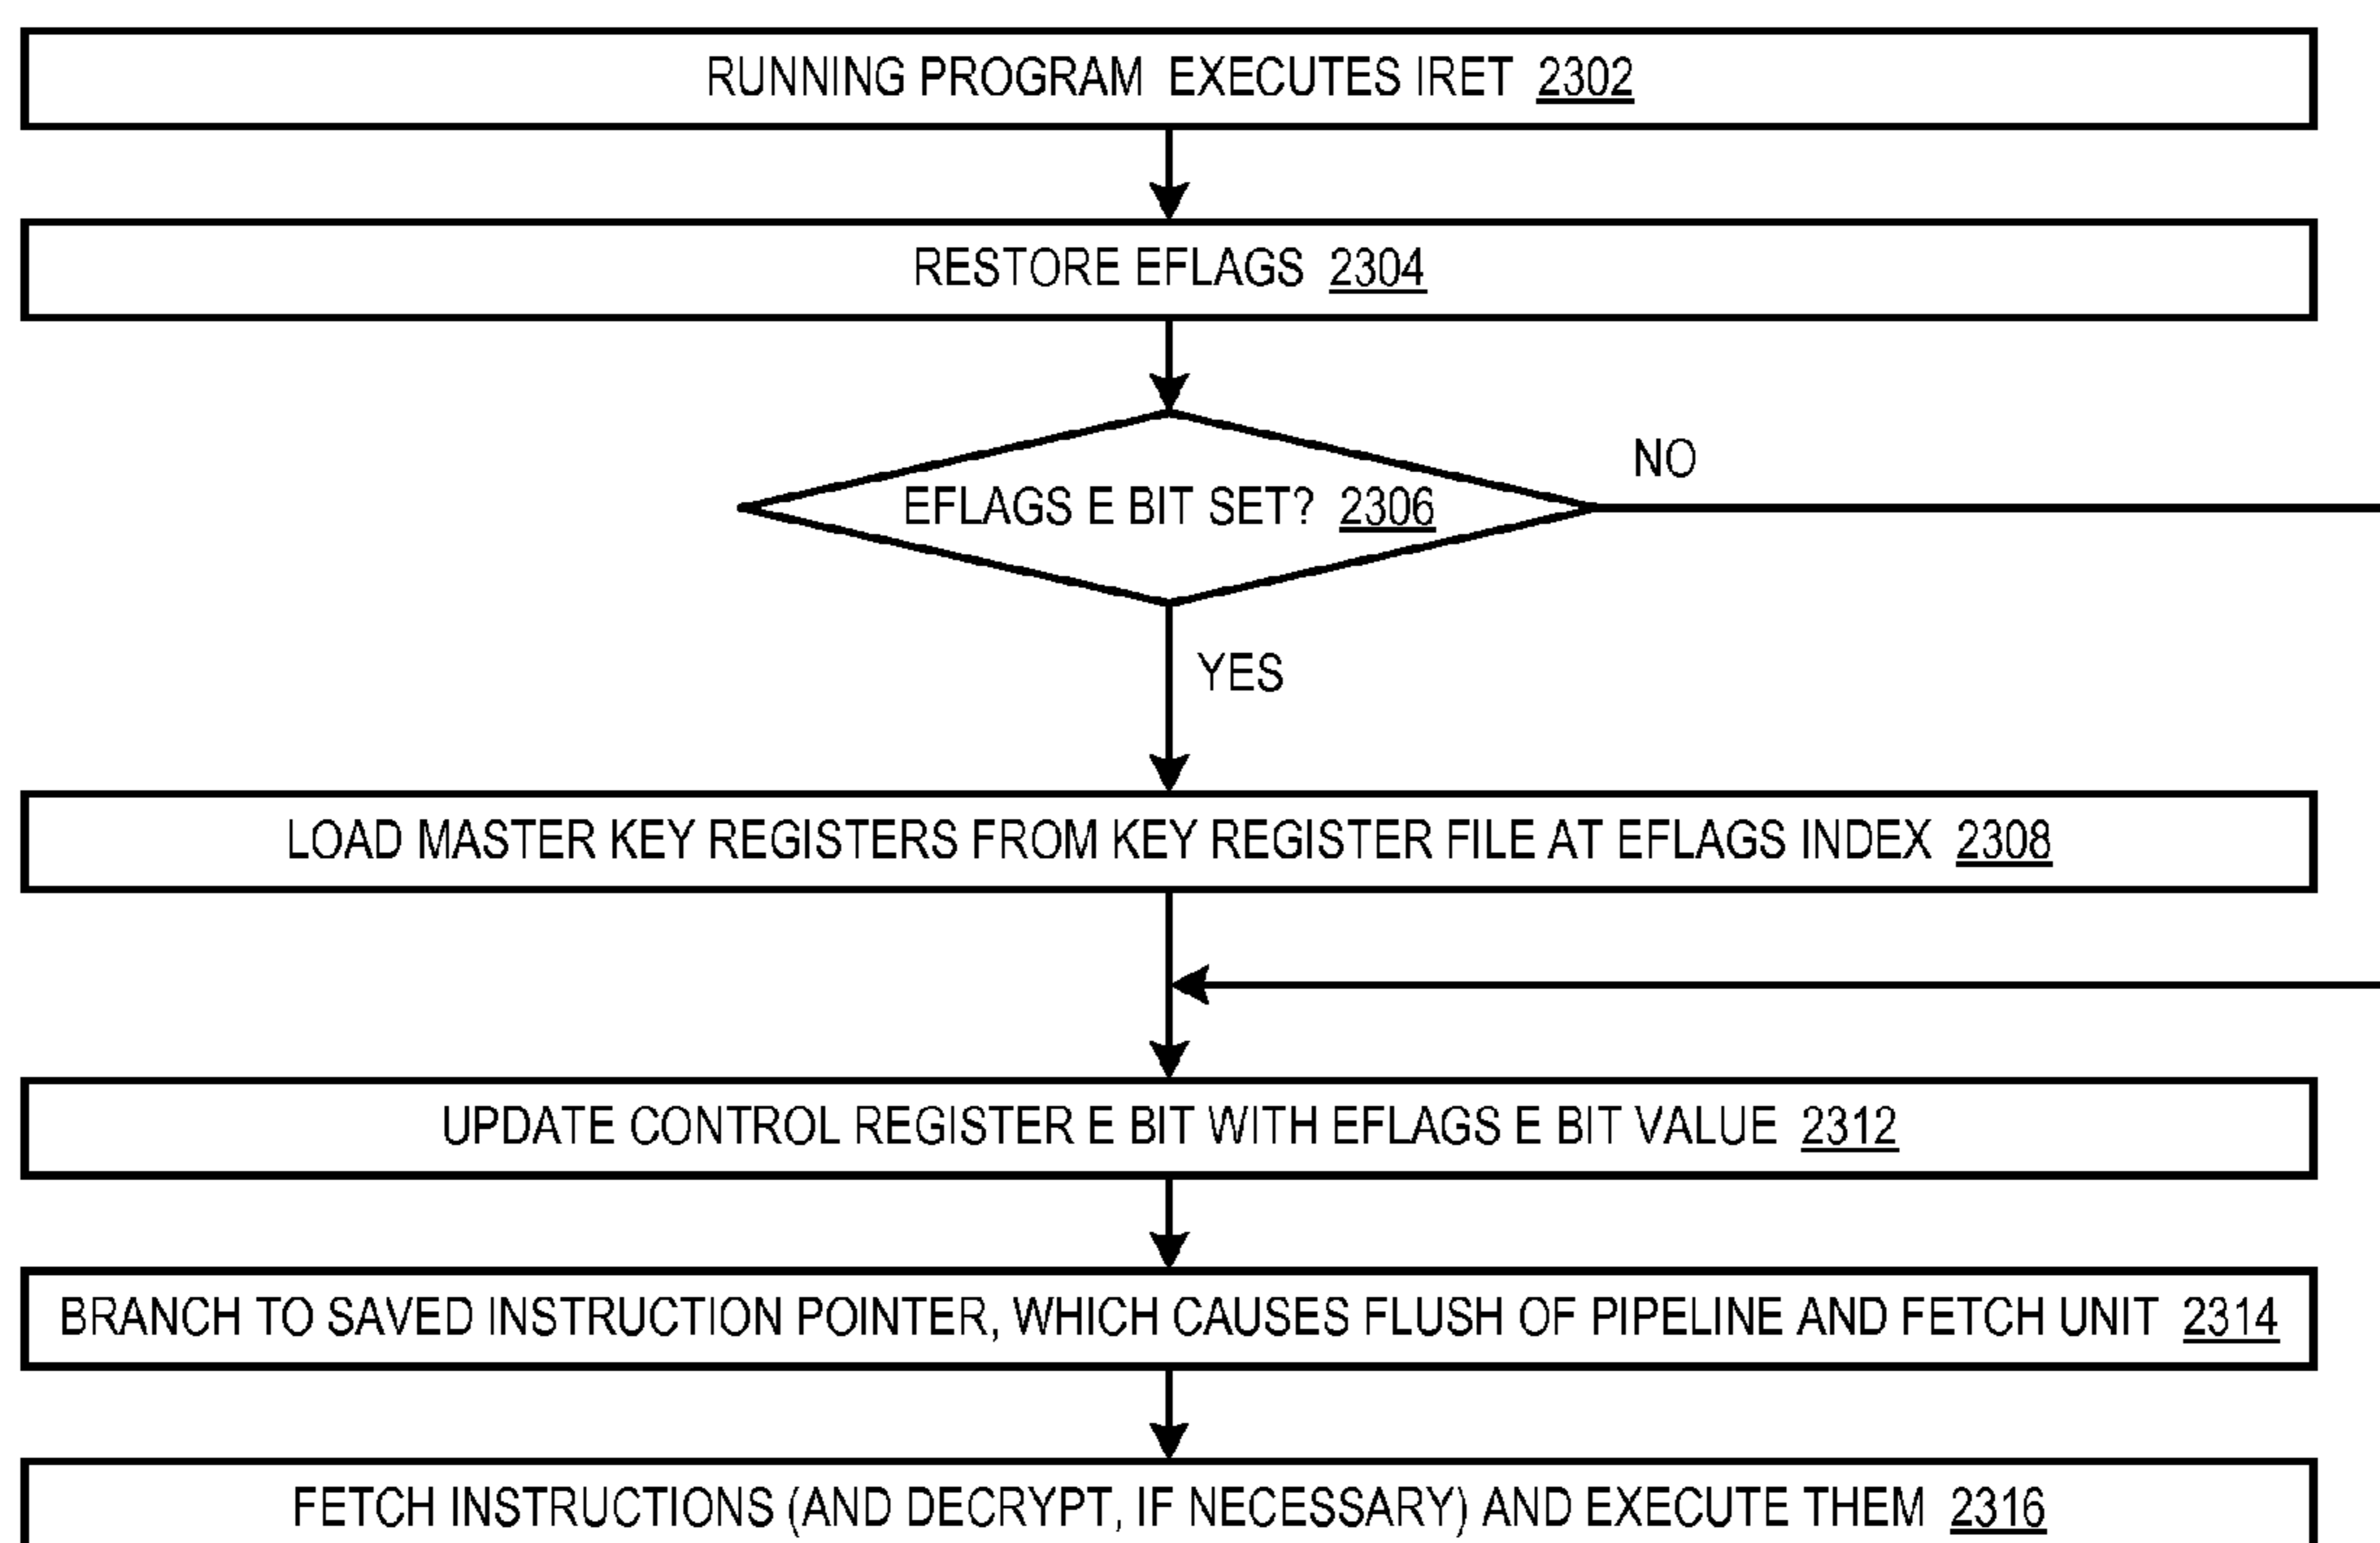 RUNNING PROGRAM EXECUTES IRET 2302
RESTORE EFLAGS 2304
NO
EFLAGS E BIT SET? 2306
YES
LOAD MASTER KEY REGISTERS FROM KEY REGISTER FILE AT EFLAGS INDEX 2308
UPDATE CONTROL REGISTER E BIT WITH EFLAGS E BIT VALUE 2312
BRANCH TO SAVED INSTRUCTION POINTER, WHICH CAUSES FLUSH OF PIPELINE AND FETCH UNIT 2314
FETCH INSTRUCTIONS (AND DECRYPT, IF NECESSARY) AND EXECUTE THEM 2316